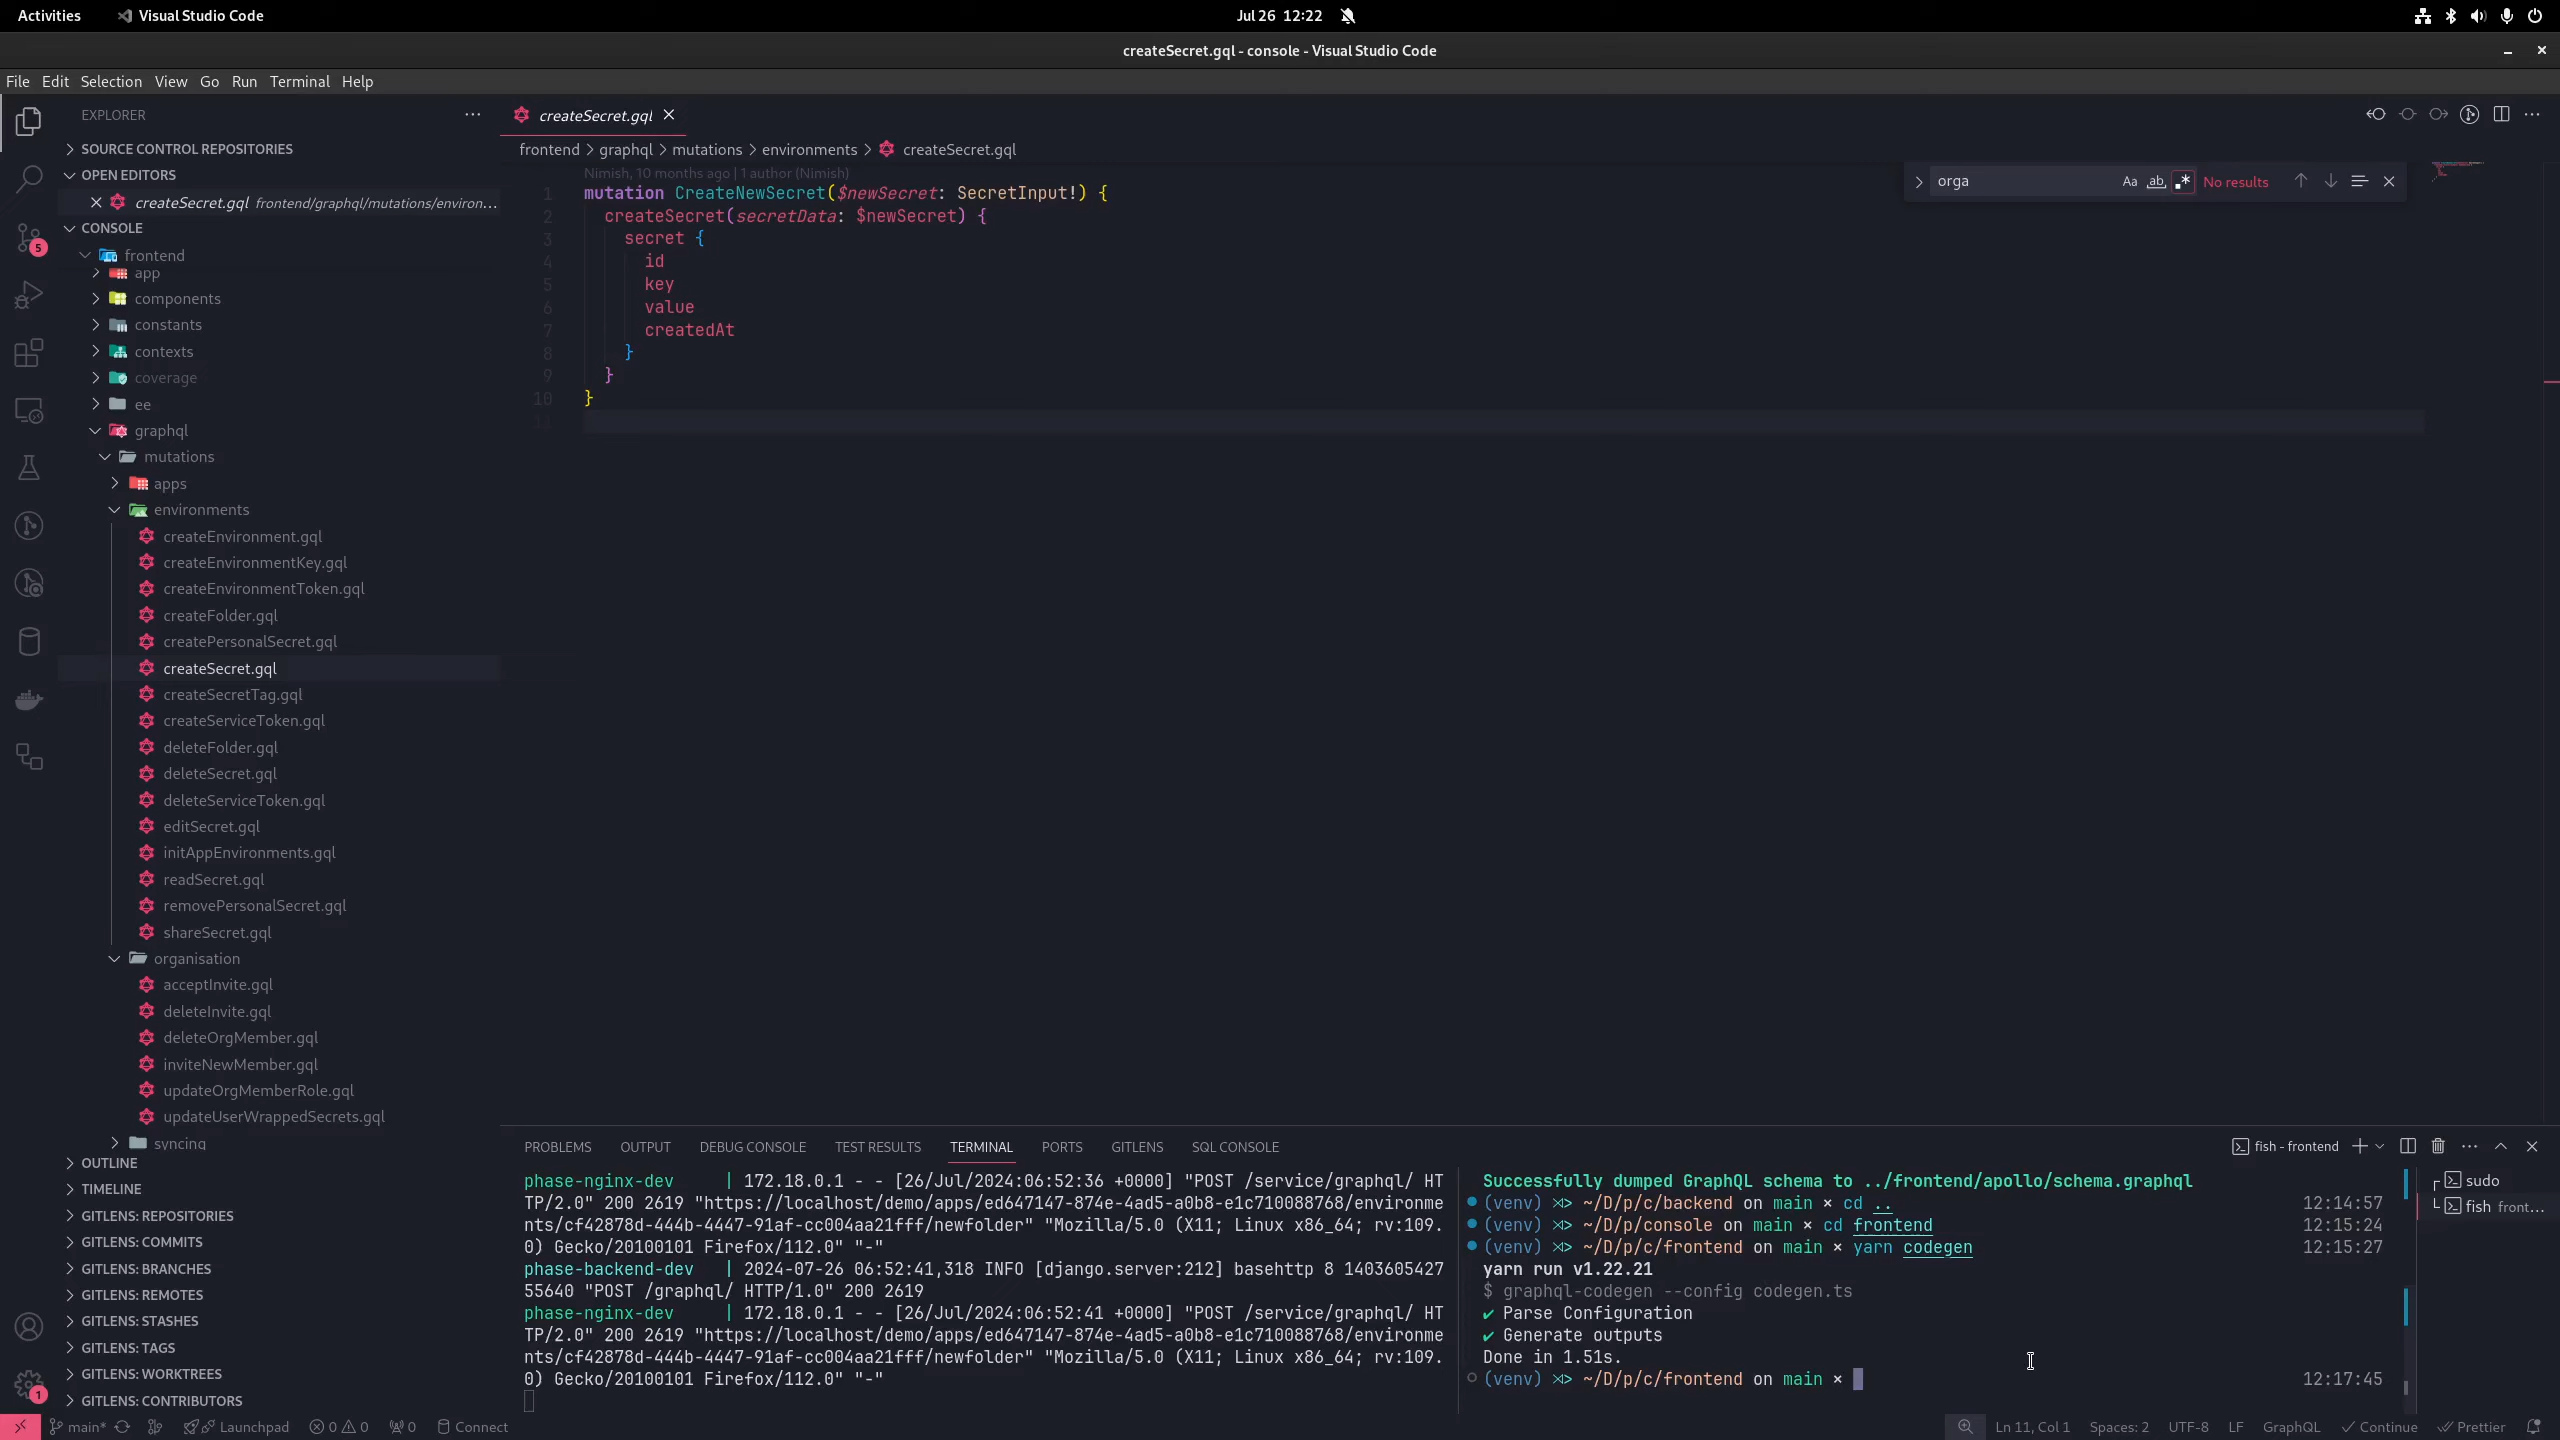 Activities
Visual Studio Code
Jul 26 12:22
createSecret.gql - console - Visual Studio Code
File Edit Selection View Go Run Terminal Help
EXPLORER
SOURCE CONTROL REPOSITORIES
OPEN EDITORS
createSecret.gql frontend/graphql/mutations/environ...
CONSOLE
frontend
app
components
constants
contexts
coverage
ee
graphql
mutations
apps
environments
createEnvironment.gql
createEnvironmentKey.gql
createEnvironmentToken.gql
createFolder.gql
createPersonalSecret.gql
createSecret.gql
createSecretTag.gql
createServiceToken.gql
deleteFolder.gql
deleteSecret.gql
deleteServiceToken.gql
editSecret.gql
initAppEnvironments.gql
readSecret.gql
removePersonalSecret.gql
shareSecret.gql
organisation
acceptInvite.gql
deleteInvite.gql
deleteOrgMember.gql
inviteNewMember.gql
updateOrgMemberRole.gql
updateUserWrappedSecrets.gql
syncing
OUTLINE
TIMELINE
GITLENS: REPOSITORIES
GITLENS: COMMITS
GITLENS: BRANCHES
GITLENS: REMOTES
GITLENS: STASHES
GITLENS: TAGS
GITLENS: WORKTREES
GITLENS: CONTRIBUTORS
5
1
createSecret.gql
frontend > graphql > mutations > environments > createSecret.gql
Nimish, 10 months ago | 1 author (Nimish)
1 mutation CreateNewSecret($newSecret: SecretInput!) {
2 createSecret(secretData: $newSecret) {
3 secret {
4 id
5 key
6 value
7 createdAt
8 }
9 }
10 }
11
orga Aa ab No results
PROBLEMS OUTPUT DEBUG CONSOLE TEST RESULTS TERMINAL PORTS GITLENS SQL CONSOLE
fish - frontend
phase-nginx-dev | 172.18.0.1 - - [26/Jul/2024:06:52:36 +0000] "POST /service/graphql/ HT
TP/2.0" 200 2619 "https://localhost/demo/apps/ed647147-874e-4ad5-a0b8-e1c710088768/environme
nts/cf42878d-444b-4447-91af-cc004aa21fff/newfolder" "Mozilla/5.0 (X11; Linux x86_64; rv:109.
0) Gecko/20100101 Firefox/112.0" "-"
phase-backend-dev | 2024-07-26 06:52:41,318 INFO [django.server:212] basehttp 8 1403605427
55640 "POST /graphql/ HTTP/1.0" 200 2619
phase-nginx-dev | 172.18.0.1 - - [26/Jul/2024:06:52:41 +0000] "POST /service/graphql/ HT
TP/2.0" 200 2619 "https://localhost/demo/apps/ed647147-874e-4ad5-a0b8-e1c710088768/environme
nts/cf42878d-444b-4447-91af-cc004aa21fff/newfolder" "Mozilla/5.0 (X11; Linux x86_64; rv:109.
0) Gecko/20100101 Firefox/112.0" "-"
Successfully dumped GraphQL schema to ../frontend/apollo/schema.graphql
(venv) ⋊> ~/D/p/c/backend on main × cd .. 12:14:57
(venv) ⋊> ~/D/p/console on main × cd frontend 12:15:24
(venv) ⋊> ~/D/p/c/frontend on main × yarn codegen 12:15:27
yarn run v1.22.21
$ graphql-codegen --config codegen.ts
✔ Parse Configuration
✔ Generate outputs
Done in 1.51s.
(venv) ⋊> ~/D/p/c/frontend on main × 12:17:45
sudo
fish front...
main* Launchpad 0 0 0 Connect
Ln 11, Col 1 Spaces: 2 UTF-8 LF GraphQL Continue Prettier